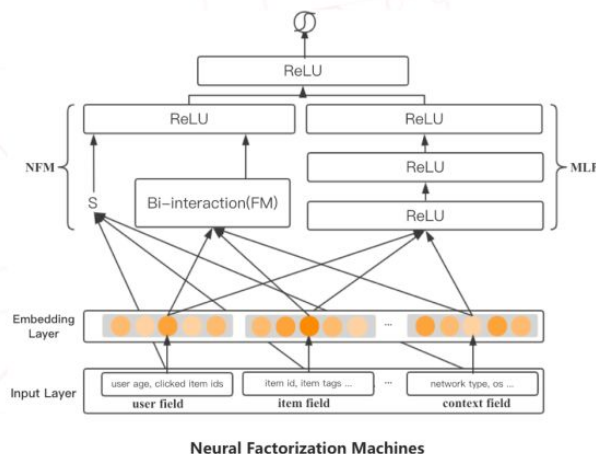 ReLU
ReLU
ReLU
NFM
ReLU
MLP
S
Bi-interaction(FM)
ReLU
Embedding
Layer
...
Input Layer
user age, clicked item ids
item id, item tags ...
...
network type, os ...
user field
item field
context field
Neural Factorization Machines